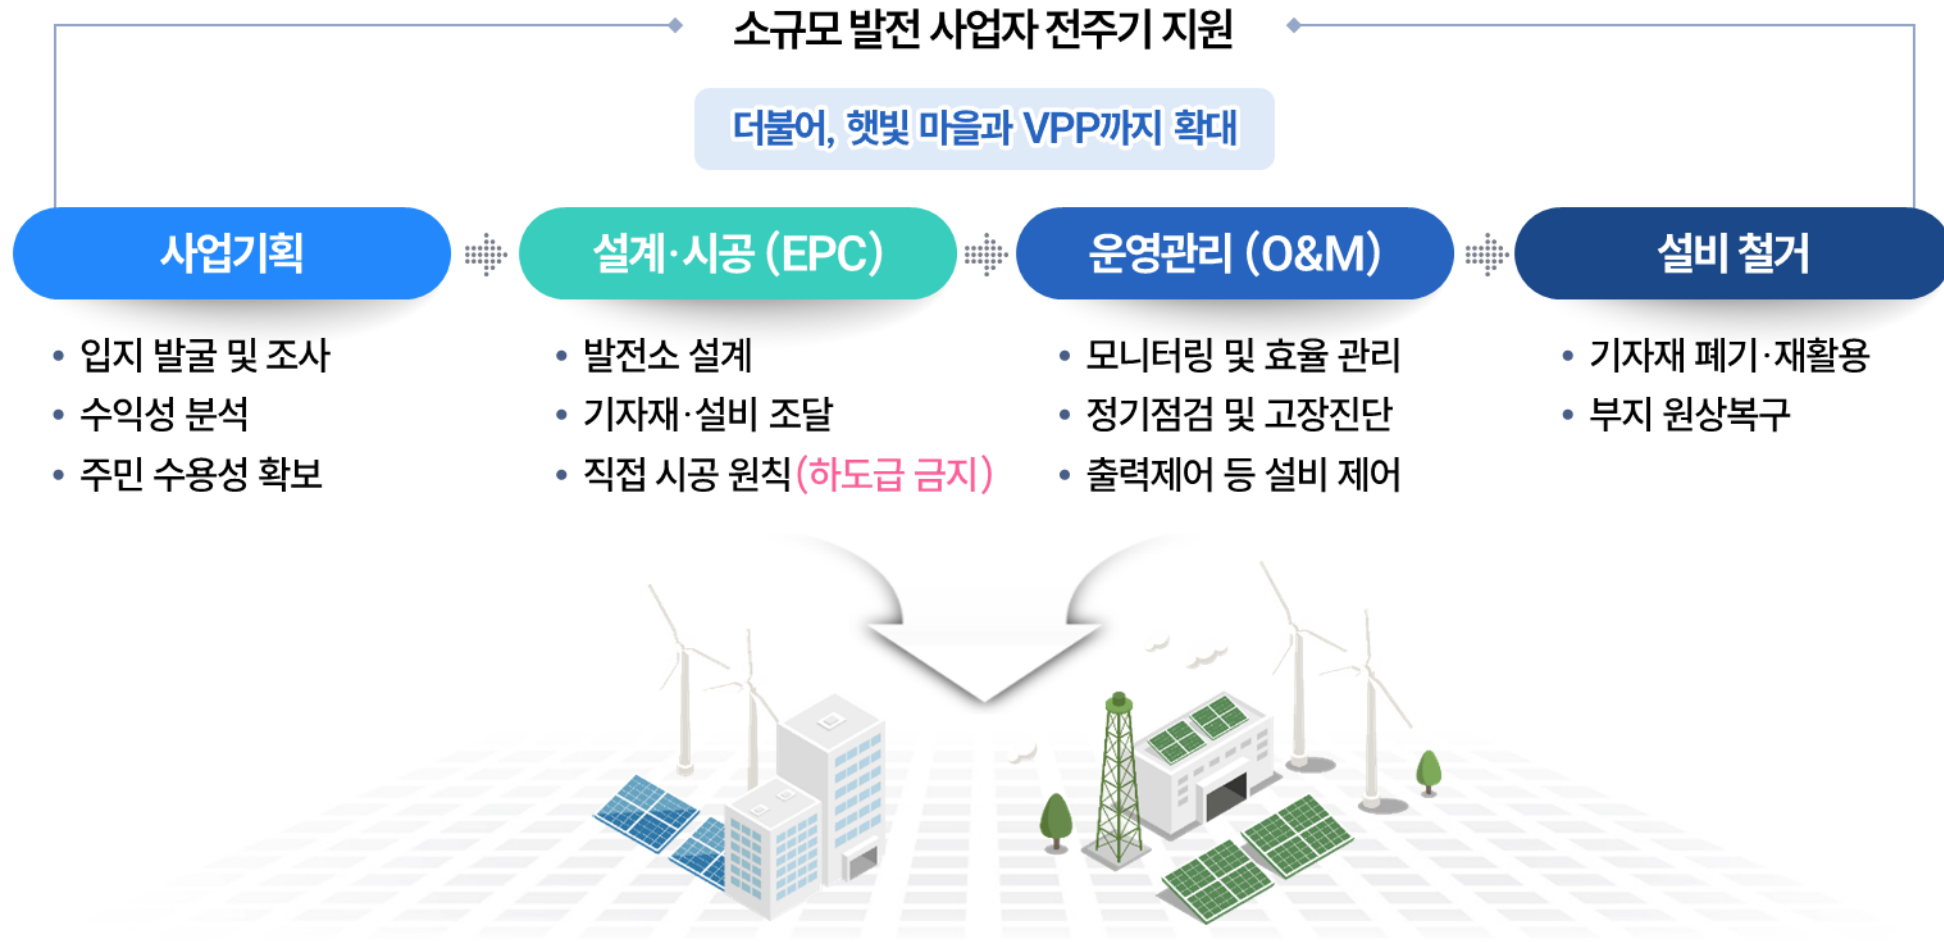 소규모 발전 사업자 전주기 지원
더불어, 햇빛 마을과 VPP까지 확대
사업기획
• 입지 발굴 및 조사
• 수익성 분석
• 주민 수용성 확보
설계·시공 (EPC)
• 발전소 설계
• 기자재·설비 조달
• 직접 시공 원칙(하도급 금지)
운영관리 (O&M)
• 모니터링 및 효율 관리
• 정기점검 및 고장진단
• 출력제어 등 설비 제어
설비 철거
• 기자재 폐기·재활용
• 부지 원상복구